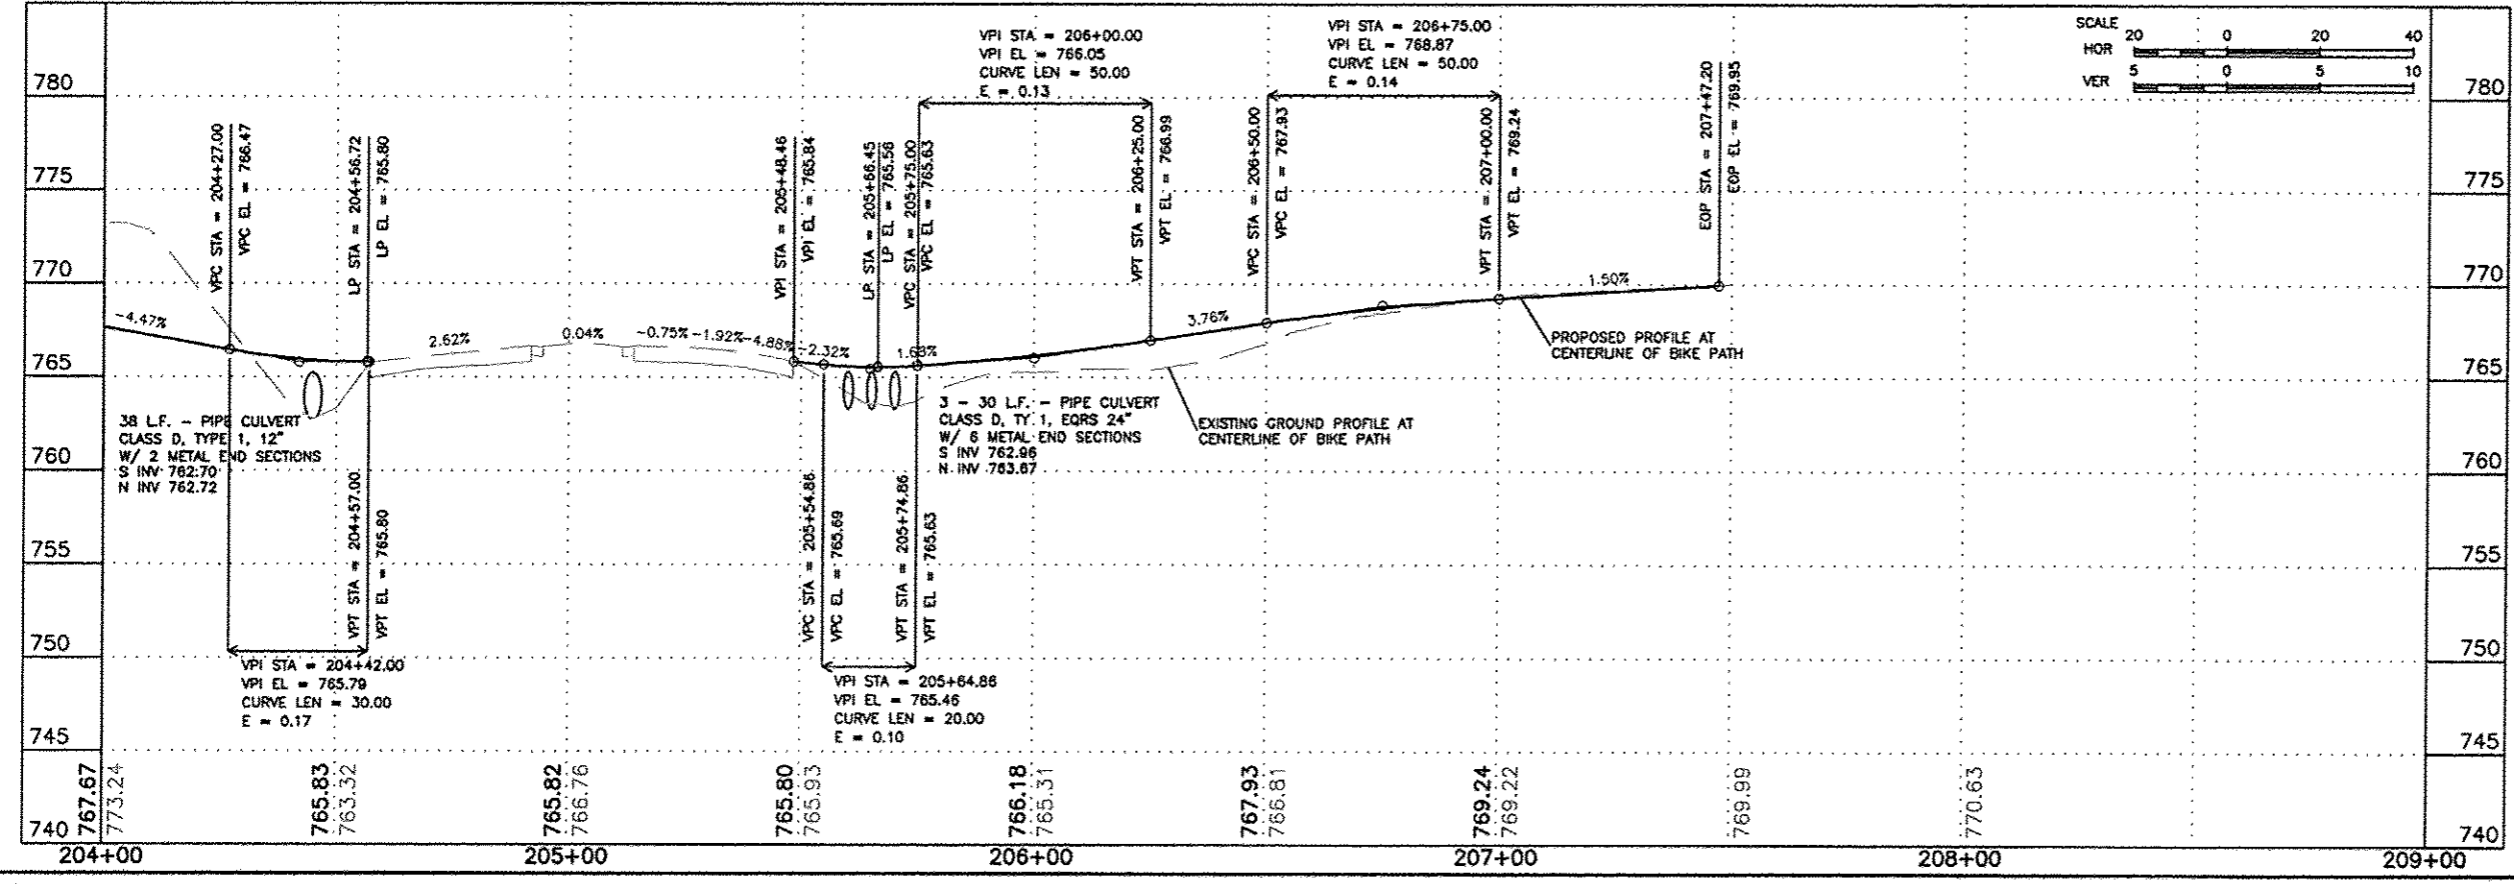 VPI STA = 206+00.00
VPI EL = 766.05
CURVE LEN = 50.00
E = 0.13
VPI STA = 206+75.00
VPI EL = 768.87
CURVE LEN = 50.00
E = 0.14
SCALE
HOR
20 0 20 40
VER
5 0 5 10
780
775
770
765
760
755
750
745
740
780
775
770
765
760
755
750
745
740
VPC STA = 204+27.00
VPC EL = 766.47
LP STA = 204+56.72
LP EL = 765.80
VPI STA = 205+48.46
VPI EL = 765.84
LP STA = 205+66.45
LP EL = 765.56
VPC STA = 205+75.00
VPC EL = 765.63
VPT STA = 206+25.00
VPT EL = 766.99
VPC STA = 206+50.00
VPC EL = 767.93
VPT STA = 207+00.00
VPT EL = 769.24
EOP STA = 207+47.20
EOP EL = 769.95
-4.47%
2.62%
0.04%
-0.75%
-1.92%
-4.88%
-2.32%
1.68%
3.76%
1.50%
PROPOSED PROFILE AT
CENTERLINE OF BIKE PATH
EXISTING GROUND PROFILE AT
CENTERLINE OF BIKE PATH
38 L.F. - PIPE CULVERT
CLASS D, TYPE 1, 12"
W/ 2 METAL END SECTIONS
S INV 762.70
N INV 762.72
3 - 30 L.F. - PIPE CULVERT
CLASS D, TY 1, EQRS 24"
W/ 6 METAL END SECTIONS
S INV 762.96
N INV 763.67
VPT STA = 204+57.00
VPT EL = 765.80
VPC STA = 205+54.86
VPC EL = 765.69
VPT STA = 205+74.86
VPT EL = 765.63
VPI STA = 204+42.00
VPI EL = 765.79
CURVE LEN = 30.00
E = 0.17
VPI STA = 205+64.86
VPI EL = 765.46
CURVE LEN = 20.00
E = 0.10
767.67
773.24
765.83
763.32
765.82
766.76
765.80
765.93
766.18
765.31
767.93
766.81
769.24
769.22
769.99
770.63
204+00 205+00 206+00 207+00 208+00 209+00